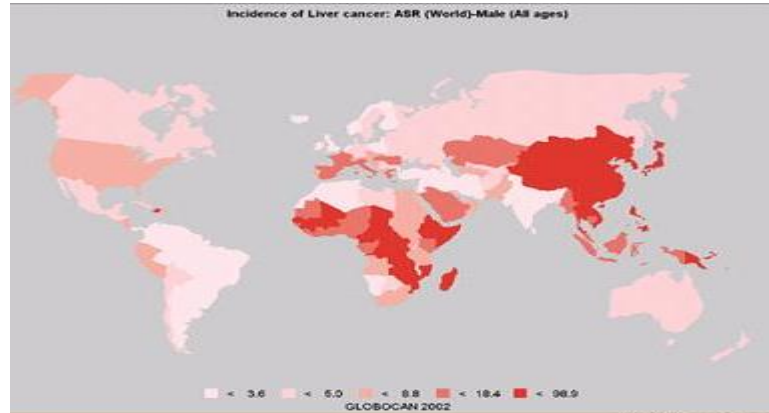 Incidence of Liver cancer: ASR (World)-Male (All ages)
< 3.6 < 5.0 < 8.8 < 18.4 < 98.9
GLOBOCAN 2002